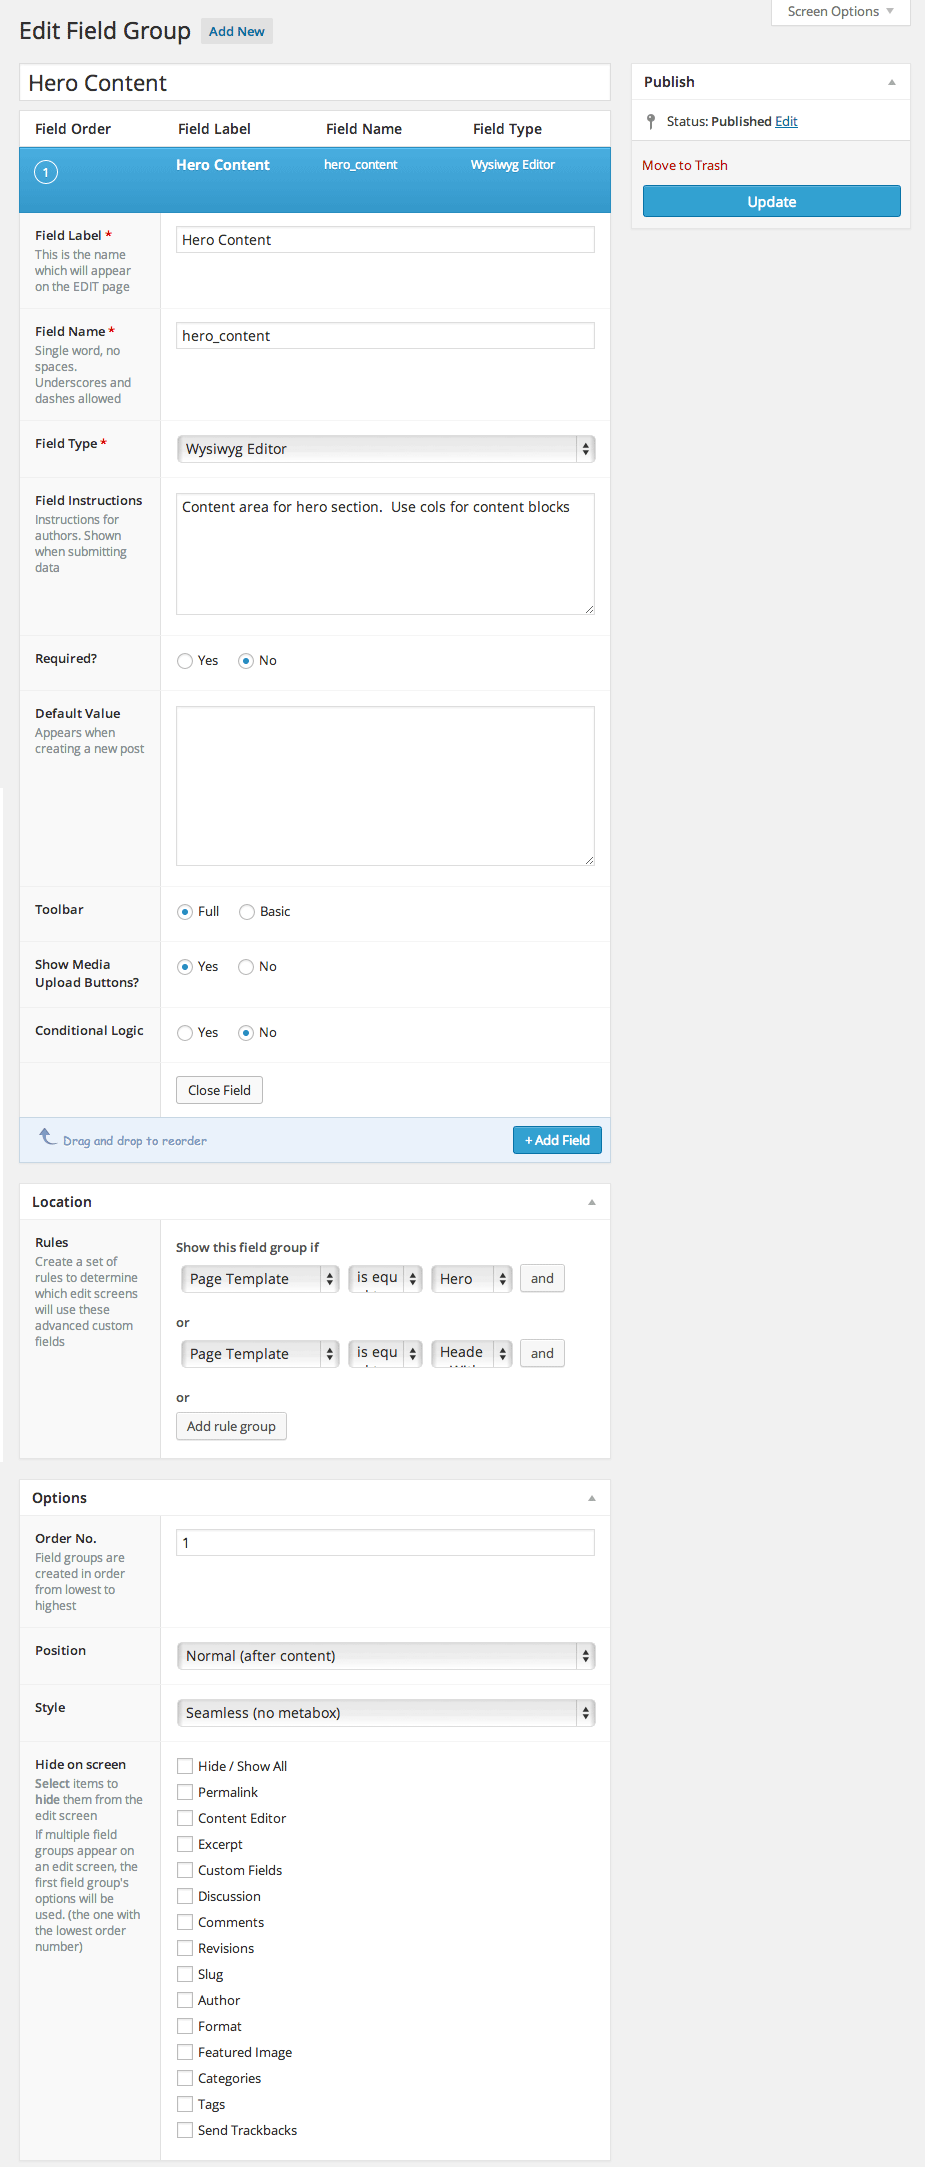 Screen Options
Edit Field Group Add New
Hero Content
Field Order Field Label Field Name Field Type
1 Hero Content hero_content Wysiwyg Editor
Field Label *
This is the name
which will appear
on the EDIT page
Hero Content
Field Name *
Single word, no
spaces.
Underscores and
dashes allowed
hero_content
Field Type *
Wysiwyg Editor
Field Instructions
Instructions for
authors. Shown
when submitting
data
Content area for hero section.  Use cols for content blocks
Required?
Yes No
Default Value
Appears when
creating a new post
Toolbar
Full Basic
Show Media
Upload Buttons?
Yes No
Conditional Logic
Yes No
Close Field
Drag and drop to reorder
+ Add Field
Location
Rules
Create a set of
rules to determine
which edit screens
will use these
advanced custom
fields
Show this field group if
Page Template is equ Hero and
or
Page Template is equ Heade and
or
Add rule group
Options
Order No.
Field groups are
created in order
from lowest to
highest
1
Position
Normal (after content)
Style
Seamless (no metabox)
Hide on screen
Select items to
hide them from the
edit screen
If multiple field
groups appear on
an edit screen, the
first field group's
options will be
used. (the one with
the lowest order
number)
Hide / Show All
Permalink
Content Editor
Excerpt
Custom Fields
Discussion
Comments
Revisions
Slug
Author
Format
Featured Image
Categories
Tags
Send Trackbacks
Publish
Status: Published Edit
Move to Trash
Update